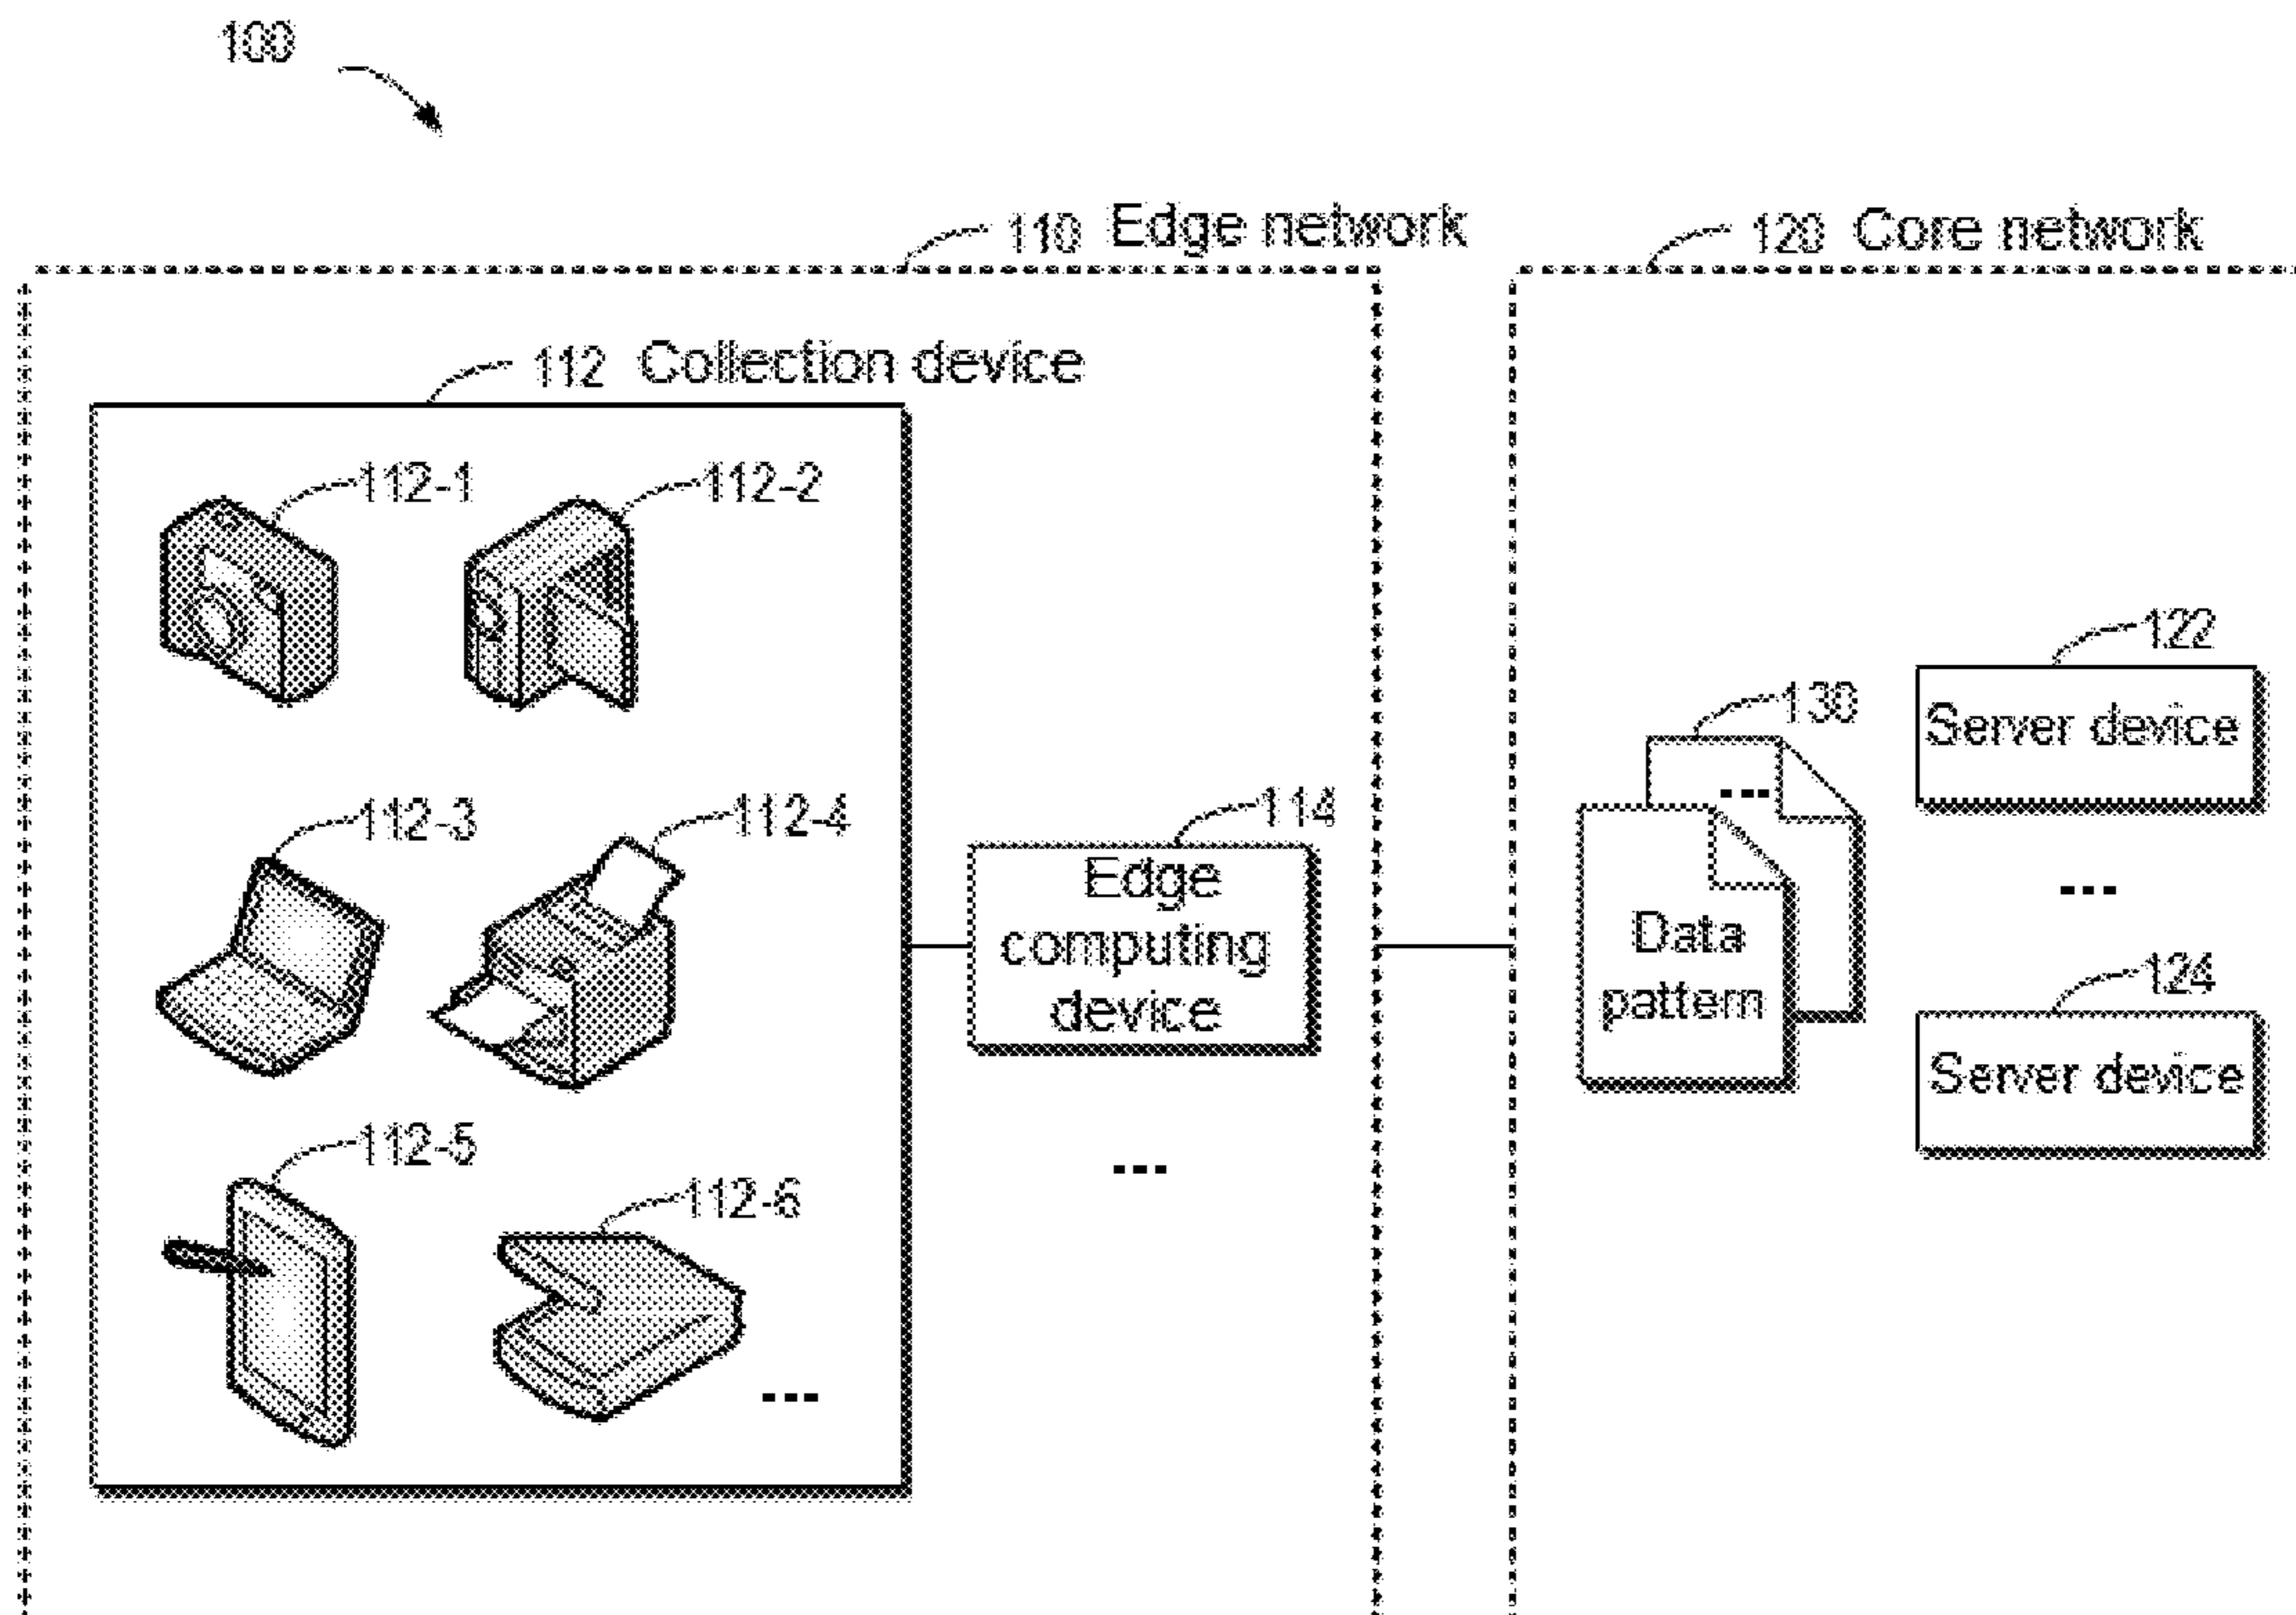 100
110 Edge network
120 Core network
112 Collection device
112-1
112-2
112-3
112-4
112-5
112-6
...
114
Edge
computing
device
...
130
...
Data
pattern
122
Server device
...
124
Server device